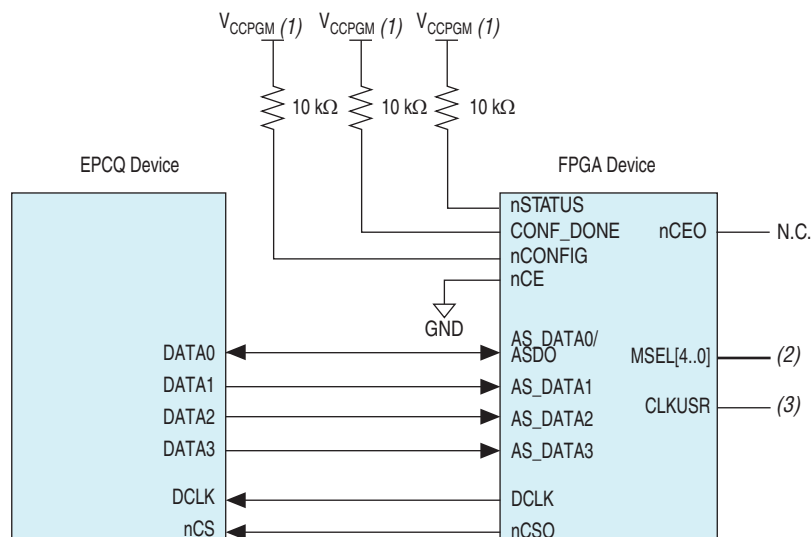 VCCPGM (1) VCCPGM (1) VCCPGM (1)
10 kΩ 10 kΩ 10 kΩ
EPCQ Device
FPGA Device
nSTATUS
CONF_DONE
nCONFIG
nCE
nCEO
N.C.
GND
DATA0
DATA1
DATA2
DATA3
DCLK
nCS
AS_DATA0/
ASDO
AS_DATA1
AS_DATA2
AS_DATA3
DCLK
nCSO
MSEL[4..0]
(2)
CLKUSR
(3)